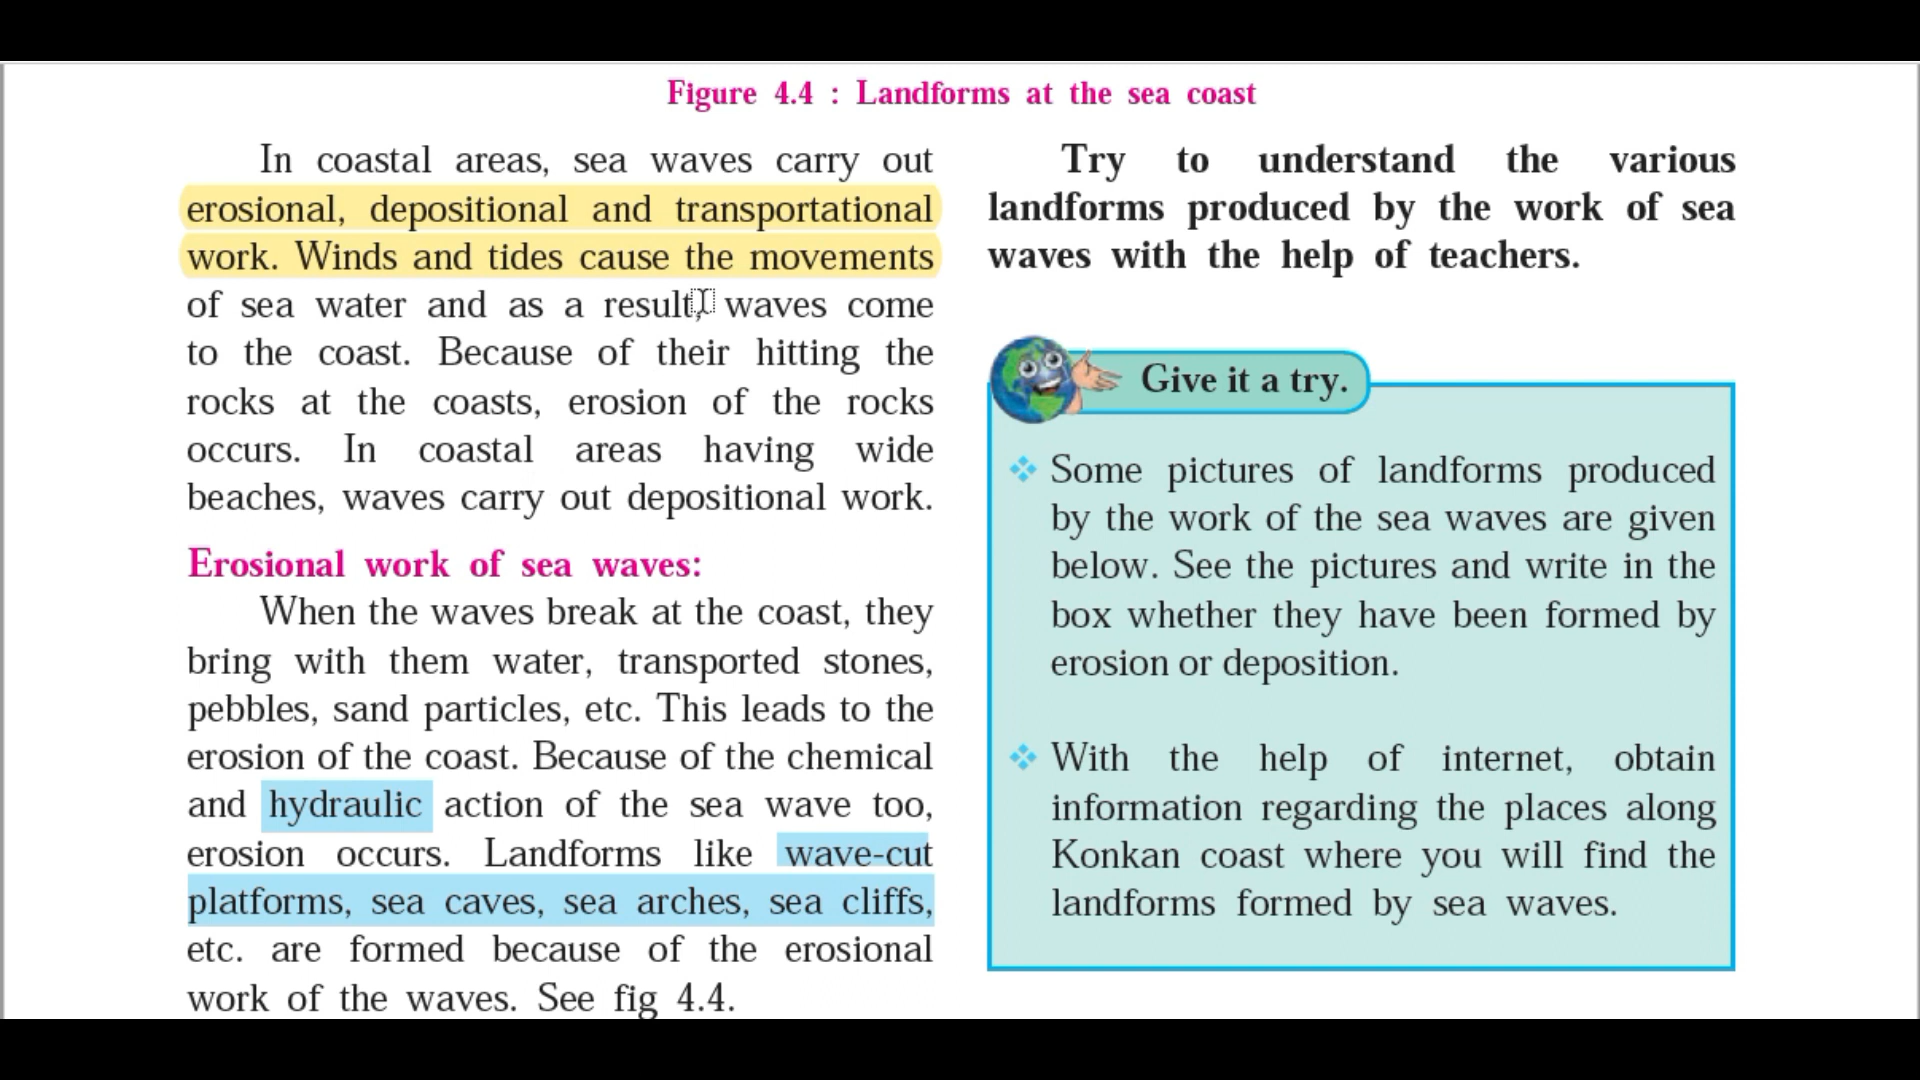 Figure 4.4 : Landforms at the sea coast
In coastal areas, sea waves carry out
erosional, depositional and transportational
work. Winds and tides cause the movements
of sea water and as a result, waves come
to the coast. Because of their hitting the
rocks at the coasts, erosion of the rocks
occurs. In coastal areas having wide
beaches, waves carry out depositional work.
Erosional work of sea waves:
When the waves break at the coast, they
bring with them water, transported stones,
pebbles, sand particles, etc. This leads to the
erosion of the coast. Because of the chemical
and hydraulic action of the sea wave too,
erosion occurs. Landforms like wave-cut
platforms, sea caves, sea arches, sea cliffs,
etc. are formed because of the erosional
work of the waves. See fig 4.4.
Try to understand the various
landforms produced by the work of sea
waves with the help of teachers.
Give it a try.
❖ Some pictures of landforms produced
by the work of the sea waves are given
below. See the pictures and write in the
box whether they have been formed by
erosion or deposition.
❖ With the help of internet, obtain
information regarding the places along
Konkan coast where you will find the
landforms formed by sea waves.